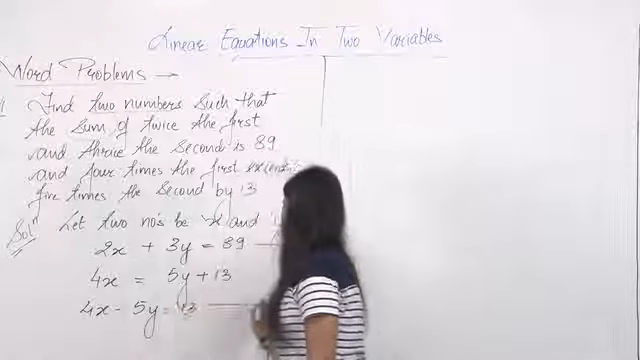 Linear Equations In Two Variables
Word Problems →
Find two numbers such that
the sum of twice the first
and thrice the second is 89
and four times the first exceeds
five times the second by 13
Solⁿ Let two no's be 'x' and
2x + 3y = 89
4x = 5y + 13
4x - 5y = 13